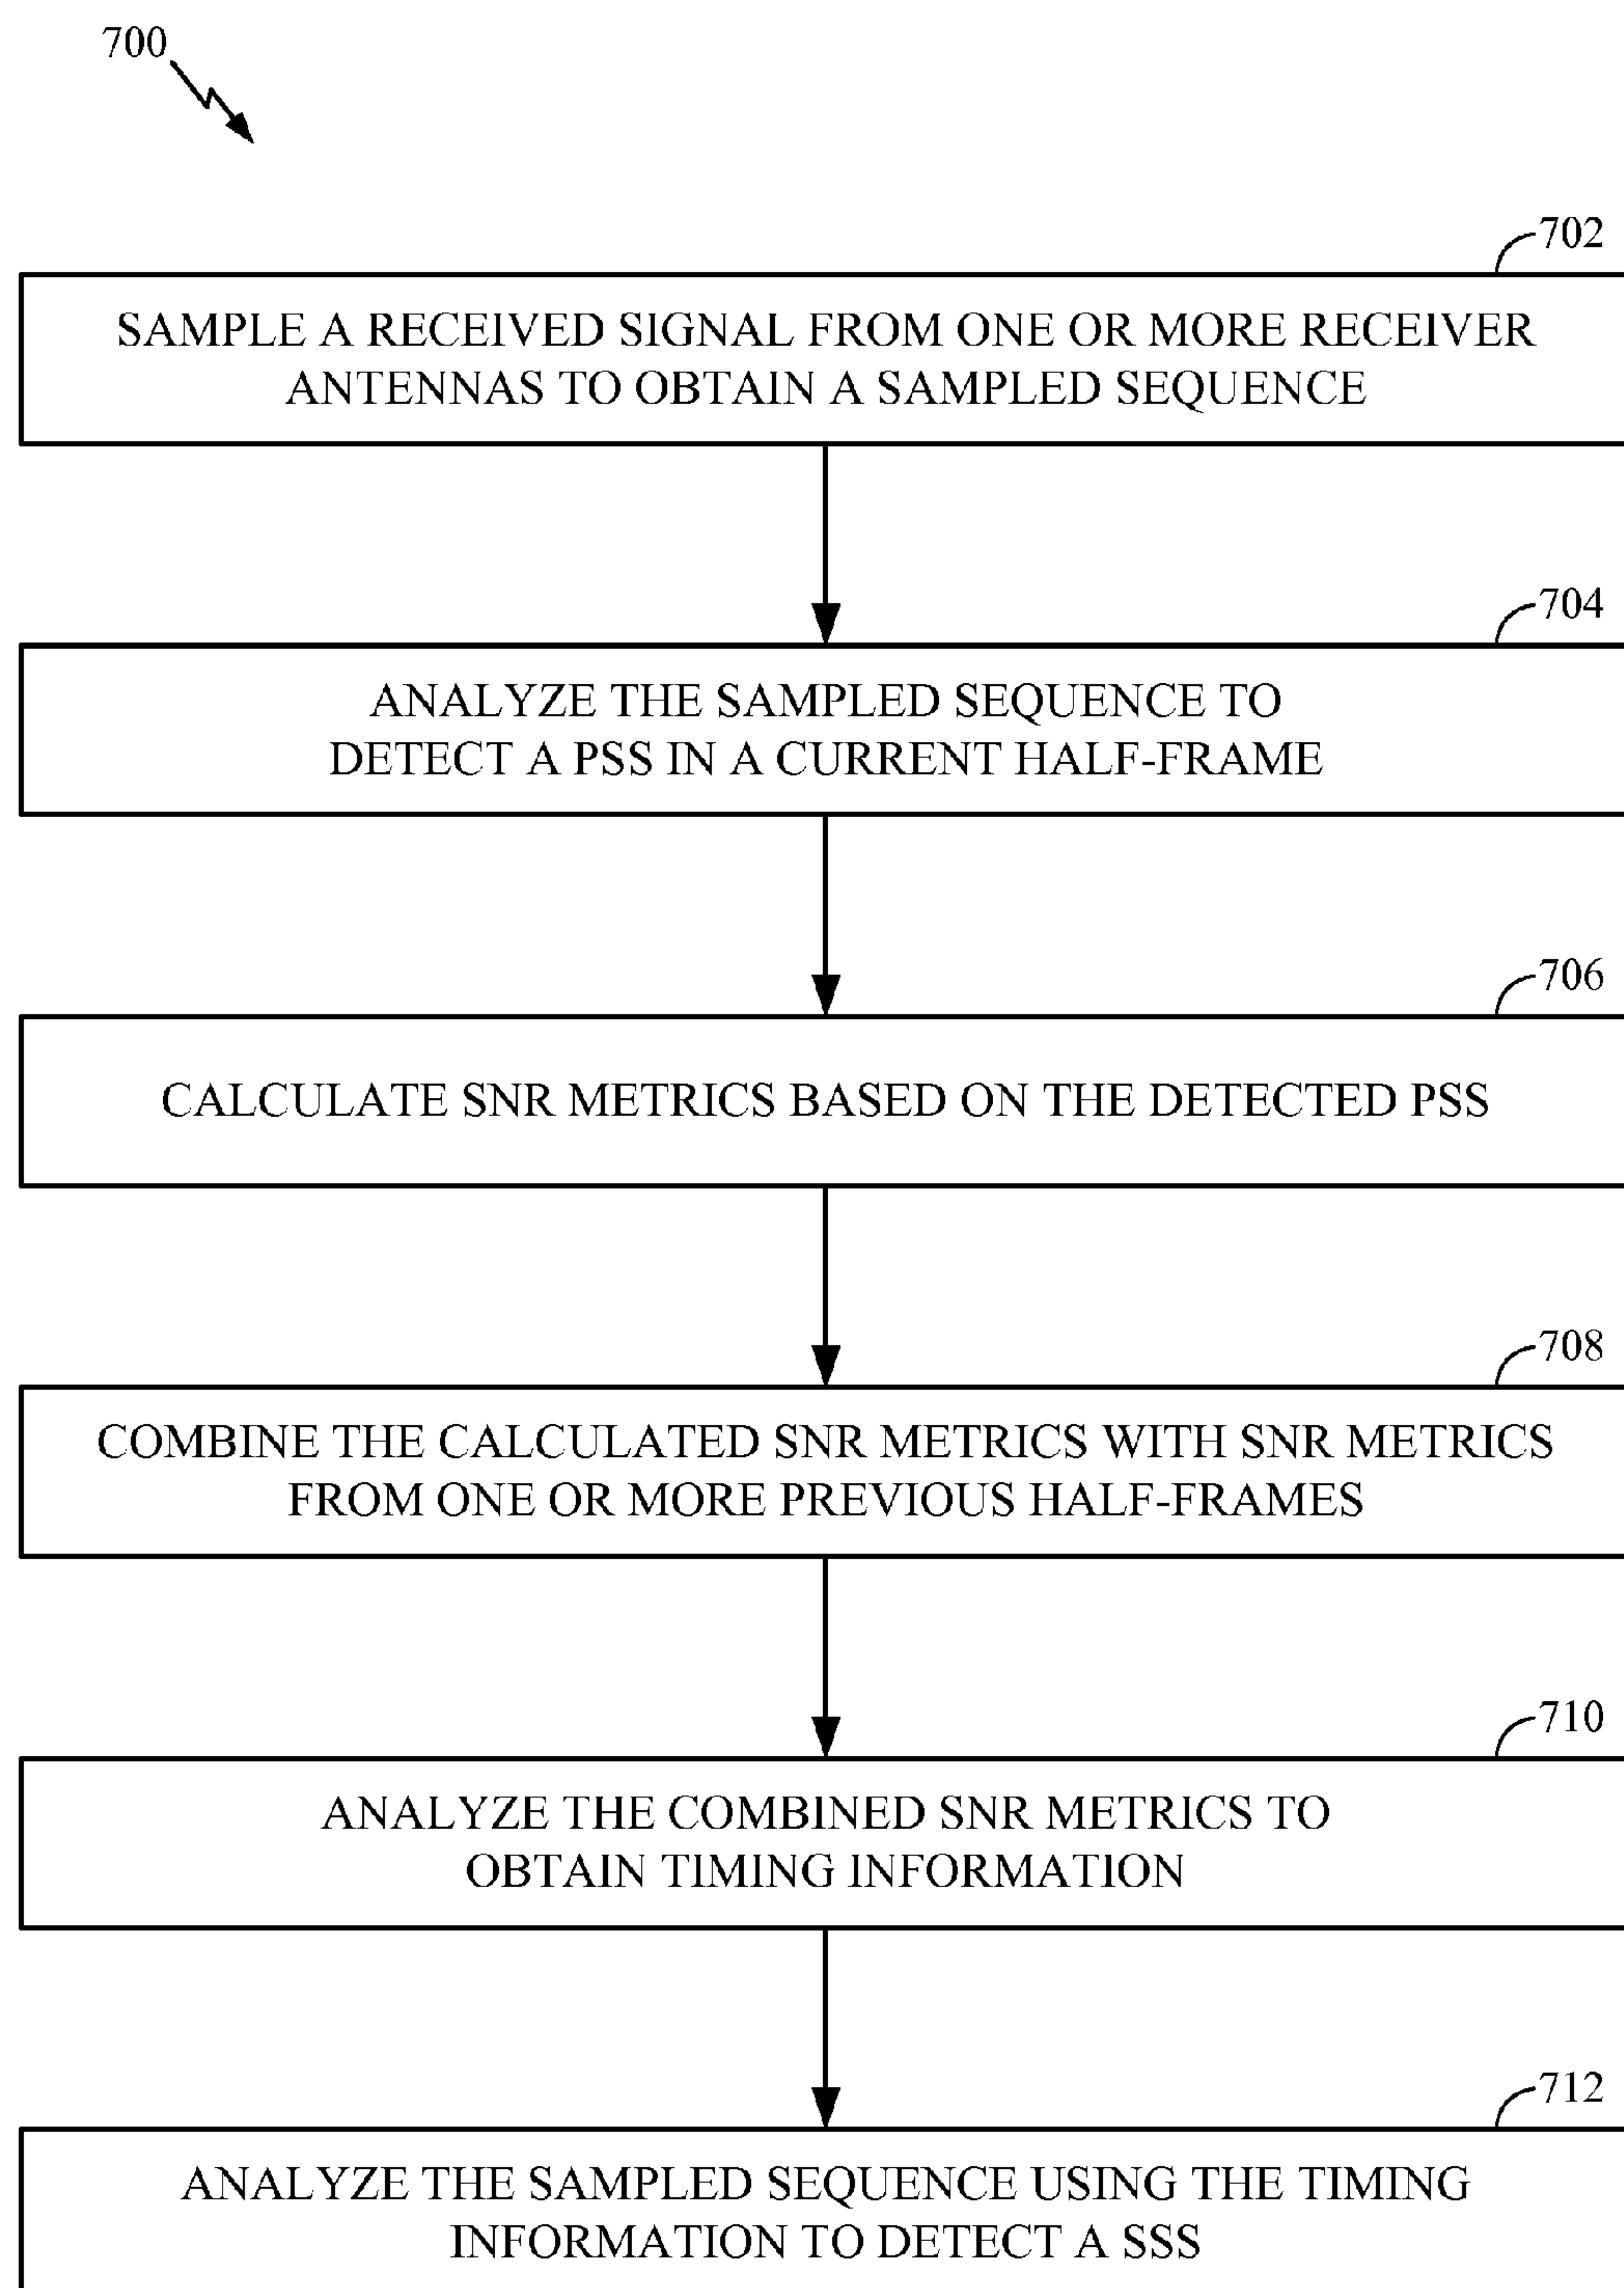 700
702
SAMPLE A RECEIVED SIGNAL FROM ONE OR MORE RECEIVER
ANTENNAS TO OBTAIN A SAMPLED SEQUENCE
704
ANALYZE THE SAMPLED SEQUENCE TO
DETECT A PSS IN A CURRENT HALF-FRAME
706
CALCULATE SNR METRICS BASED ON THE DETECTED PSS
708
COMBINE THE CALCULATED SNR METRICS WITH SNR METRICS
FROM ONE OR MORE PREVIOUS HALF-FRAMES
710
ANALYZE THE COMBINED SNR METRICS TO
OBTAIN TIMING INFORMATION
712
ANALYZE THE SAMPLED SEQUENCE USING THE TIMING
INFORMATION TO DETECT A SSS